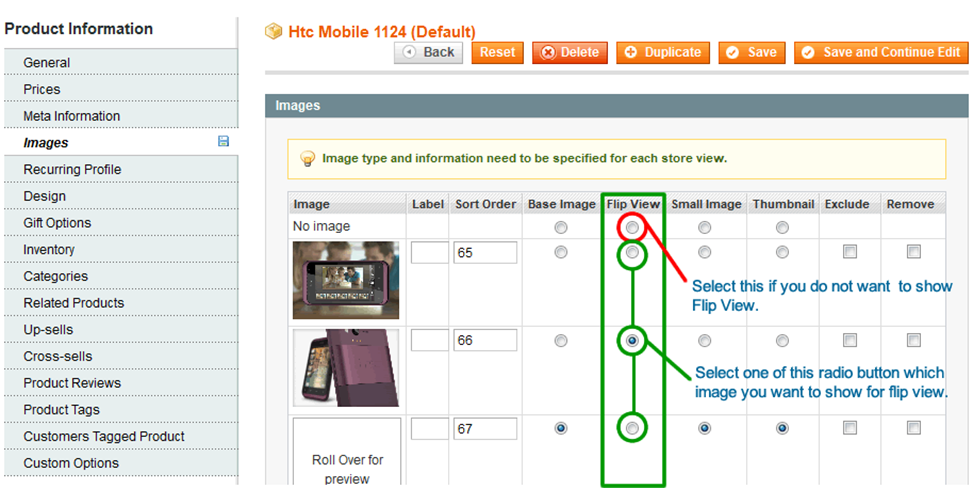 Product Information
General
Prices
Meta Information
Images
Recurring Profile
Design
Gift Options
Inventory
Categories
Related Products
Up-sells
Cross-sells
Product Reviews
Product Tags
Customers Tagged Product
Custom Options
Htc Mobile 1124 (Default)
Back Reset Delete Duplicate Save Save and Continue Edit
Images
Image type and information need to be specified for each store view.
Image Label Sort Order Base Image Flip View Small Image Thumbnail Exclude Remove
No image
65
Select this if you do not want to show
Flip View.
66
Select one of this radio button which
image you want to show for flip view.
67
Roll Over for
preview